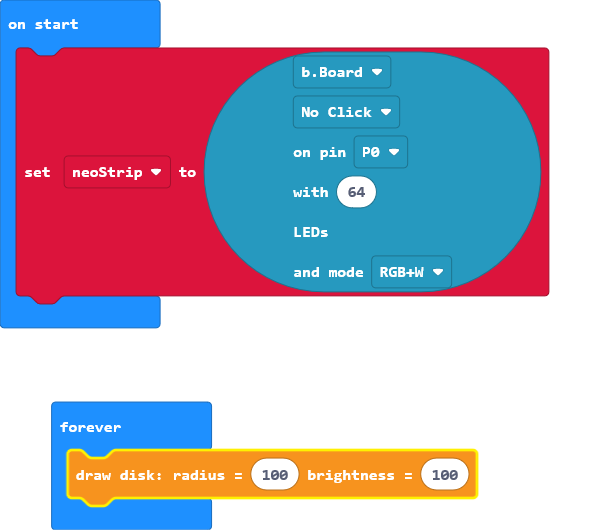 on start
b.Board
No Click
on pin P0
set neoStrip to
with 64
LEDs
and mode RGB+W
forever
draw disk: radius = 100 brightness = 100